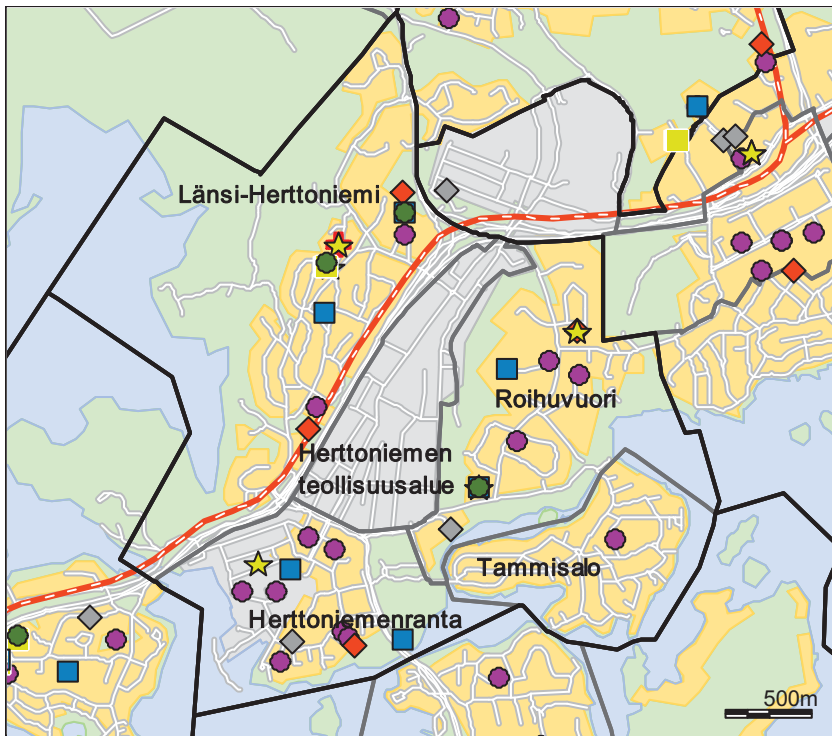 Länsi-Herttoniemi
Roihuvuori
Herttoniemen
teollisuusalue
Tammisalo
Herttoniemenranta
500m